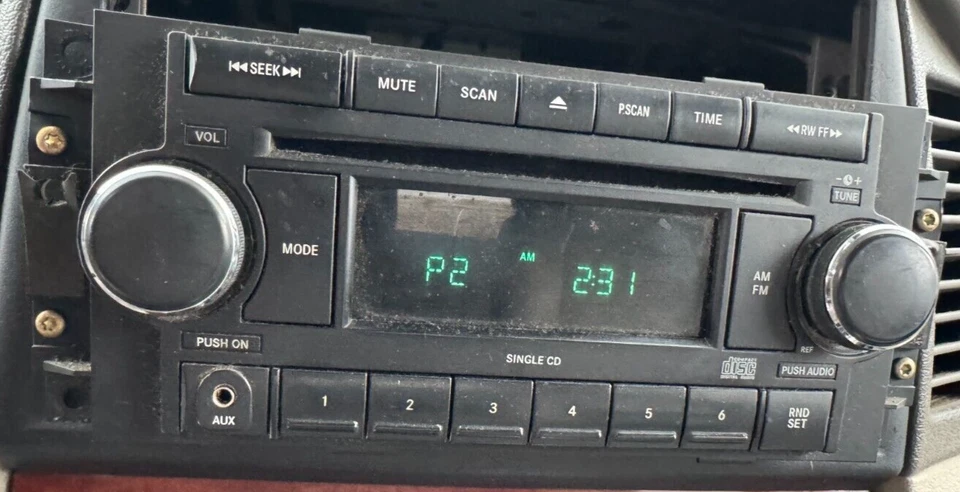 SEEK
MUTE
SCAN
P.SCAN
TIME
RW FF
VOL
- +
TUNE
MODE
P2
AM
2:31
AM
FM
REF
PUSH ON
SINGLE CD
COMPACT
disc
DIGITAL AUDIO
PUSH AUDIO
AUX
1
2
3
4
5
6
RND
SET